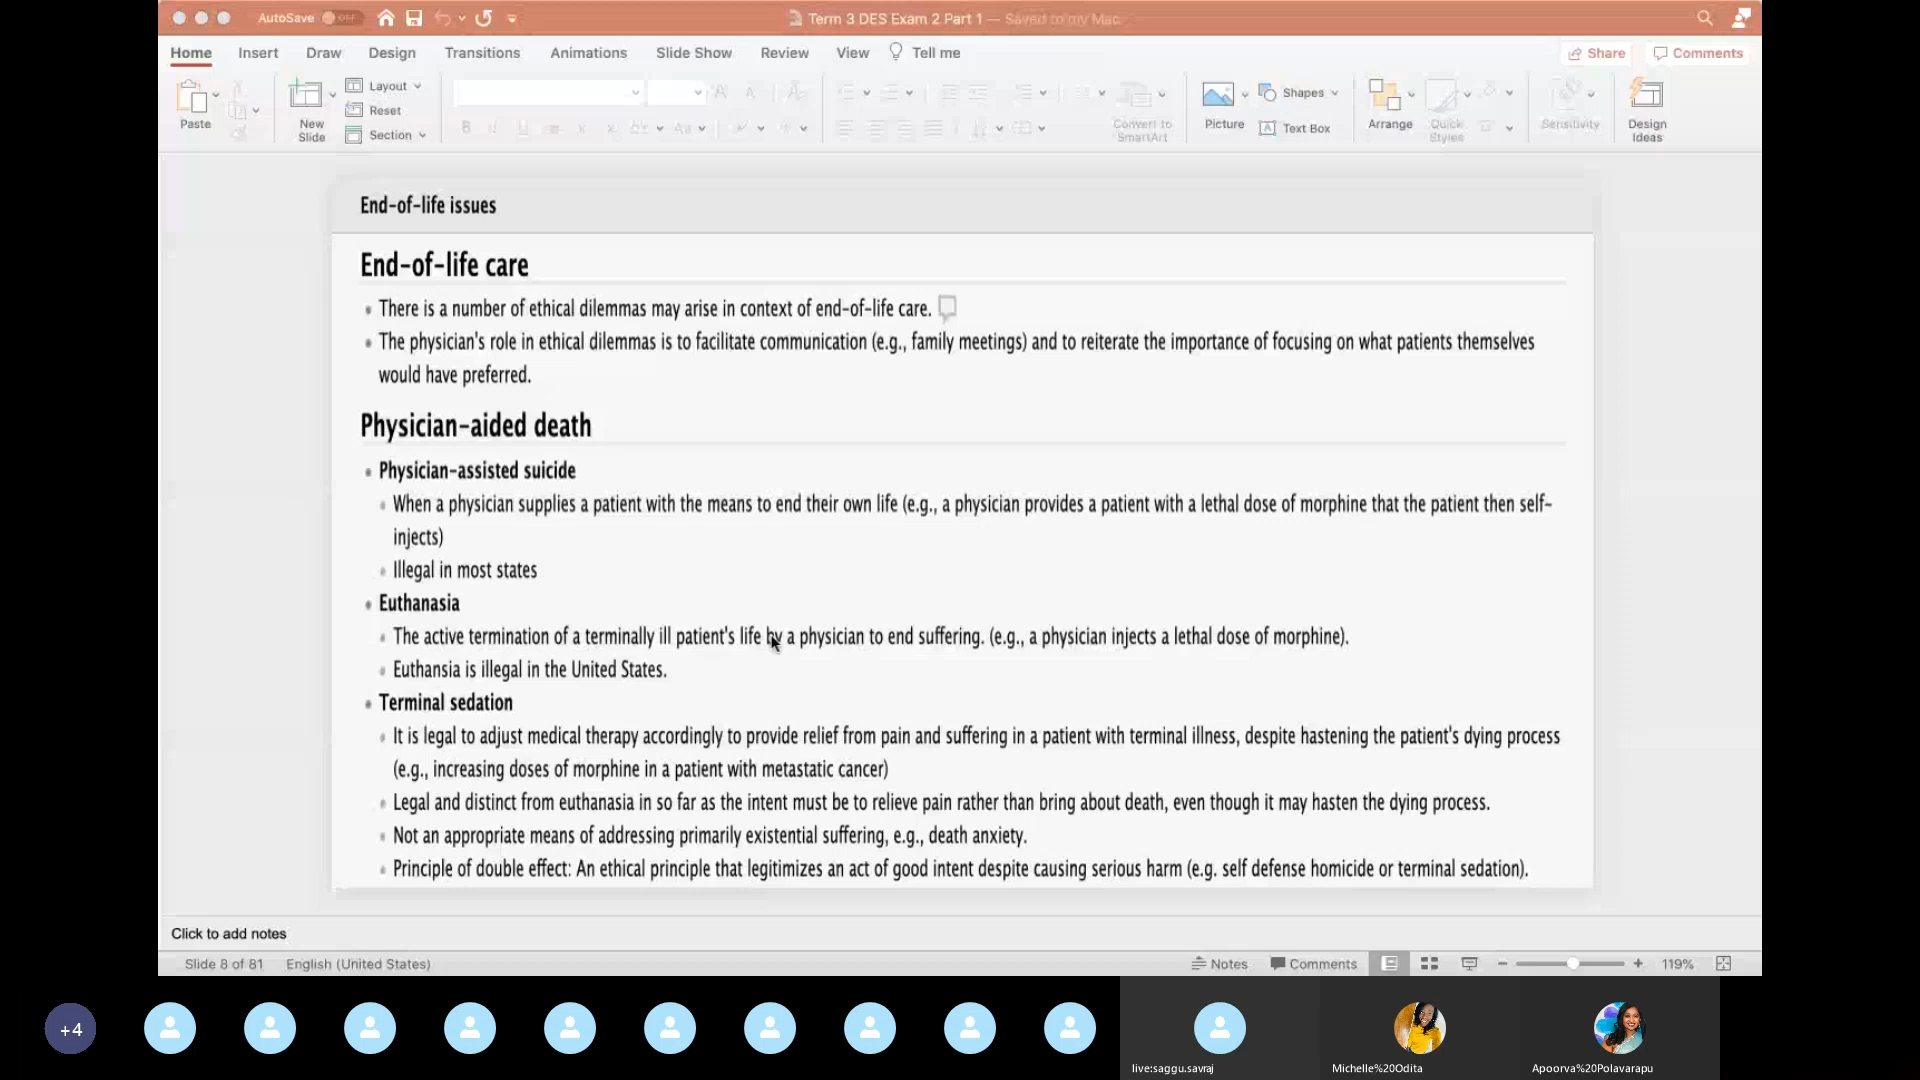 AutoSave OFF
Term 3 DES Exam 2 Part 1 — Saved to my Mac
Home Insert Draw Design Transitions Animations Slide Show Review View Tell me
Share Comments
Paste
New Slide
Layout
Reset
Section
Convert to SmartArt
Picture
Shapes
Text Box
Arrange
Quick Styles
Sensitivity
Design Ideas
End-of-life issues
End-of-life care
There is a number of ethical dilemmas may arise in context of end-of-life care.
The physician's role in ethical dilemmas is to facilitate communication (e.g., family meetings) and to reiterate the importance of focusing on what patients themselves
would have preferred.
Physician-aided death
Physician-assisted suicide
When a physician supplies a patient with the means to end their own life (e.g., a physician provides a patient with a lethal dose of morphine that the patient then self-
injects)
Illegal in most states
Euthanasia
The active termination of a terminally ill patient's life by a physician to end suffering. (e.g., a physician injects a lethal dose of morphine).
Euthansia is illegal in the United States.
Terminal sedation
It is legal to adjust medical therapy accordingly to provide relief from pain and suffering in a patient with terminal illness, despite hastening the patient's dying process
(e.g., increasing doses of morphine in a patient with metastatic cancer)
Legal and distinct from euthanasia in so far as the intent must be to relieve pain rather than bring about death, even though it may hasten the dying process.
Not an appropriate means of addressing primarily existential suffering, e.g., death anxiety.
Principle of double effect: An ethical principle that legitimizes an act of good intent despite causing serious harm (e.g. self defense homicide or terminal sedation).
Click to add notes
Slide 8 of 81 English (United States)
Notes Comments 119%
+4
live:saggu.savraj
Michelle%20Odita
Apoorva%20Polavarapu